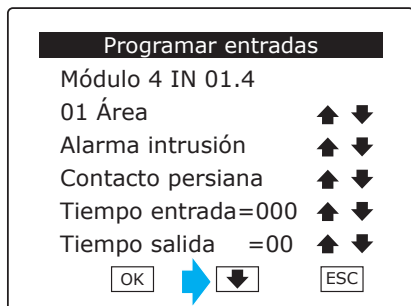 Programar entradas
Módulo 4 IN 01.4
01 Área
Alarma intrusión
Contacto persiana
Tiempo entrada=000
Tiempo salida =00
OK ESC